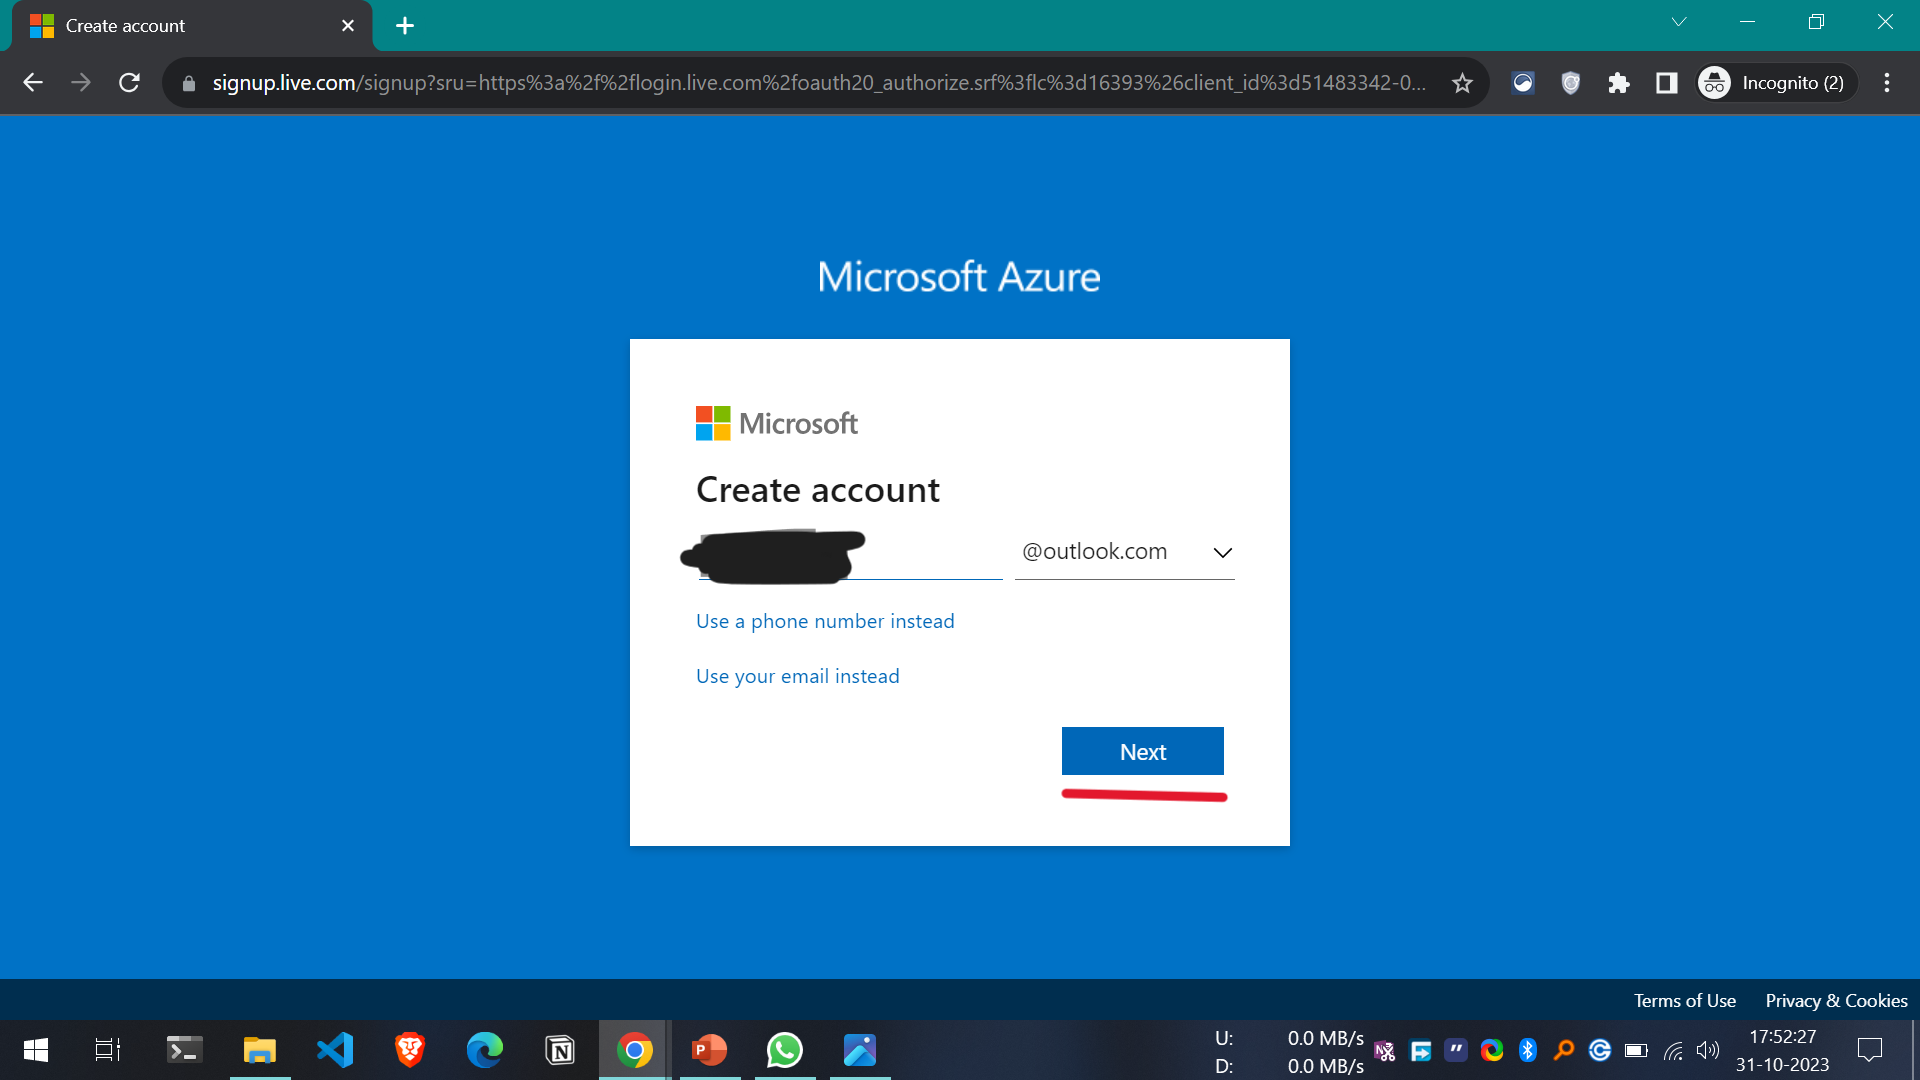 Create account
signup.live.com/signup?sru=https%3a%2f%2flogin.live.com%2foauth20_authorize.srf%3flc%3d16393%26client_id%3d51483342-0...
Incognito (2)
Microsoft Azure
Microsoft
Create account
@outlook.com
Use a phone number instead
Use your email instead
Next
Terms of Use Privacy & Cookies
U: 0.0 MB/s
D: 0.0 MB/s
17:52:27
31-10-2023